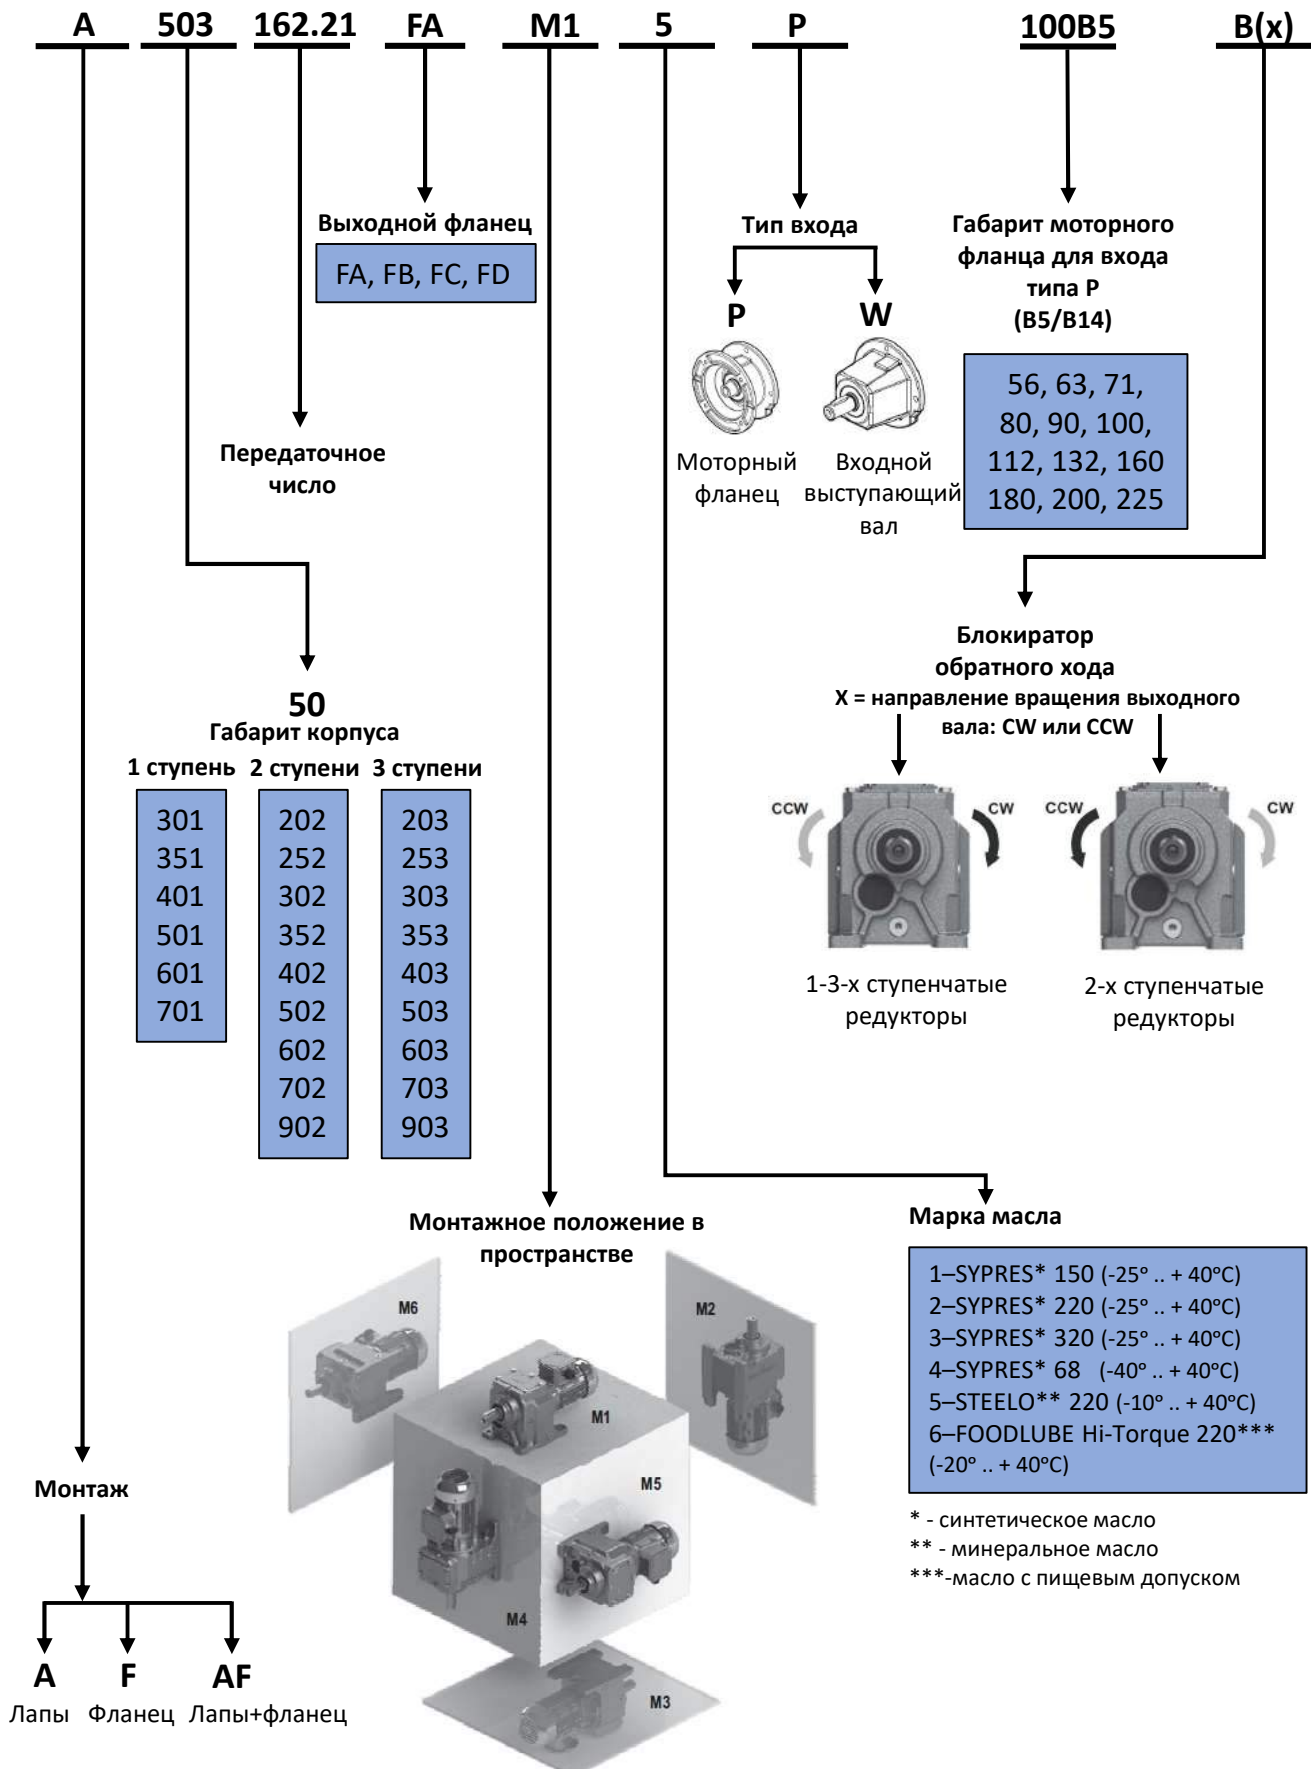 A 503 162.21 FA M1 5 P 100B5 B(x)
Выходной фланец
FA, FB, FC, FD
Тип входа
P W
Моторный фланец
Входной выступающий вал
Габарит моторного
фланца для входа
типа P
(B5/B14)
56, 63, 71,
80, 90, 100,
112, 132, 160
180, 200, 225
Передаточное
число
Блокиратор
обратного хода
X = направление вращения выходного
вала: CW или CCW
CCW CW CCW CW
1-3-х ступенчатые
редукторы
2-х ступенчатые
редукторы
50
Габарит корпуса
1 ступень 2 ступени 3 ступени
301 202 203
351 252 253
401 302 303
501 352 353
601 402 403
701 502 503
602 603
702 703
902 903
Монтажное положение в
пространстве
M6
M2
M1
M5
M4
M3
Марка масла
1–SYPRES* 150 (-25° .. + 40°C)
2–SYPRES* 220 (-25° .. + 40°C)
3–SYPRES* 320 (-25° .. + 40°C)
4–SYPRES* 68 (-40° .. + 40°C)
5–STEELO** 220 (-10° .. + 40°C)
6–FOODLUBE Hi-Torque 220***
(-20° .. + 40°C)
* - синтетическое масло
** - минеральное масло
***-масло с пищевым допуском
Монтаж
A F AF
Лапы Фланец Лапы+фланец